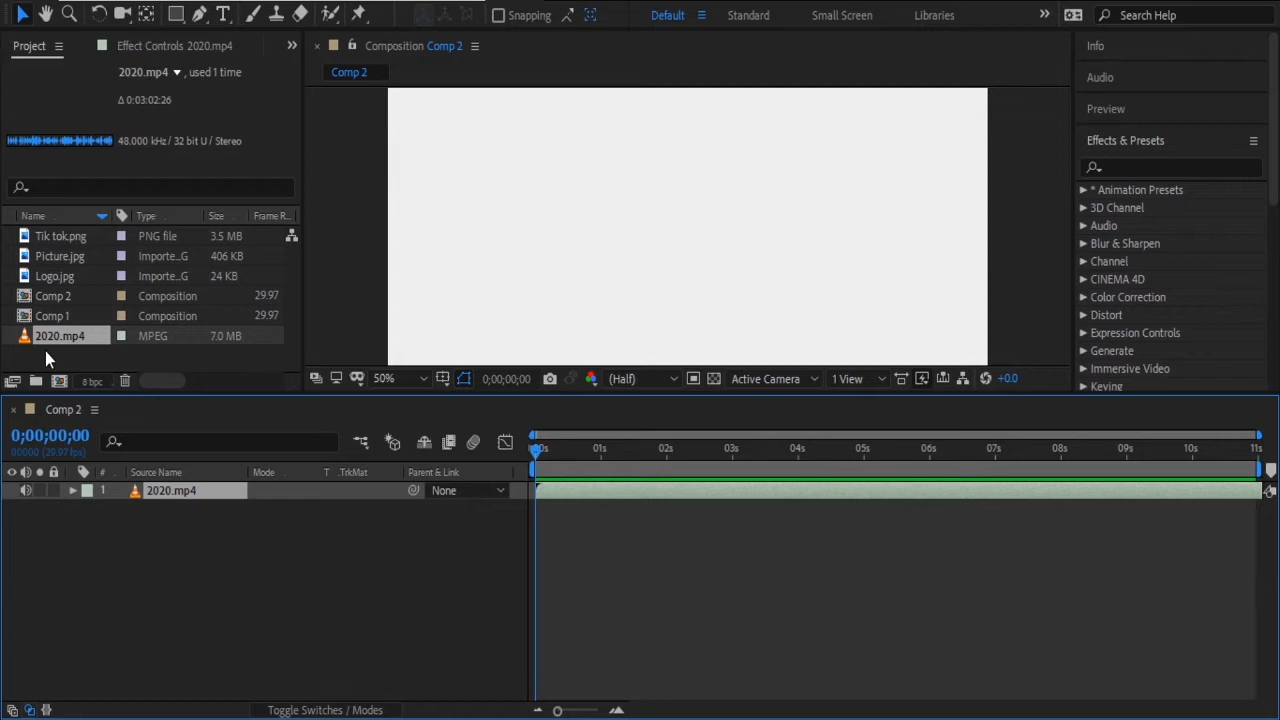 Snapping
Default
Standard
Small Screen
Libraries
Search Help
Project
Effect Controls 2020.mp4
2020.mp4 , used 1 time
Δ 0:03:02:26
48.000 kHz / 32 bit U / Stereo
Name Type Size Frame R...
Tik tok.png PNG file 3.5 MB
Picture.jpg Importe...G 406 KB
Logo.jpg Importe...G 24 KB
Comp 2 Composition 29.97
Comp 1 Composition 29.97
2020.mp4 MPEG 7.0 MB
8 bpc
Composition Comp 2
Comp 2
50% 0;00;00;00 (Half) Active Camera 1 View +0.0
Info
Audio
Preview
Effects & Presets
* Animation Presets
3D Channel
Audio
Blur & Sharpen
Channel
CINEMA 4D
Color Correction
Distort
Expression Controls
Generate
Immersive Video
Keying
Comp 2
0;00;00;00
00000 (29.97 fps)
# Source Name Mode T .TrkMat Parent & Link
1 2020.mp4 None
00s 01s 02s 03s 04s 05s 06s 07s 08s 09s 10s 11s
Toggle Switches / Modes